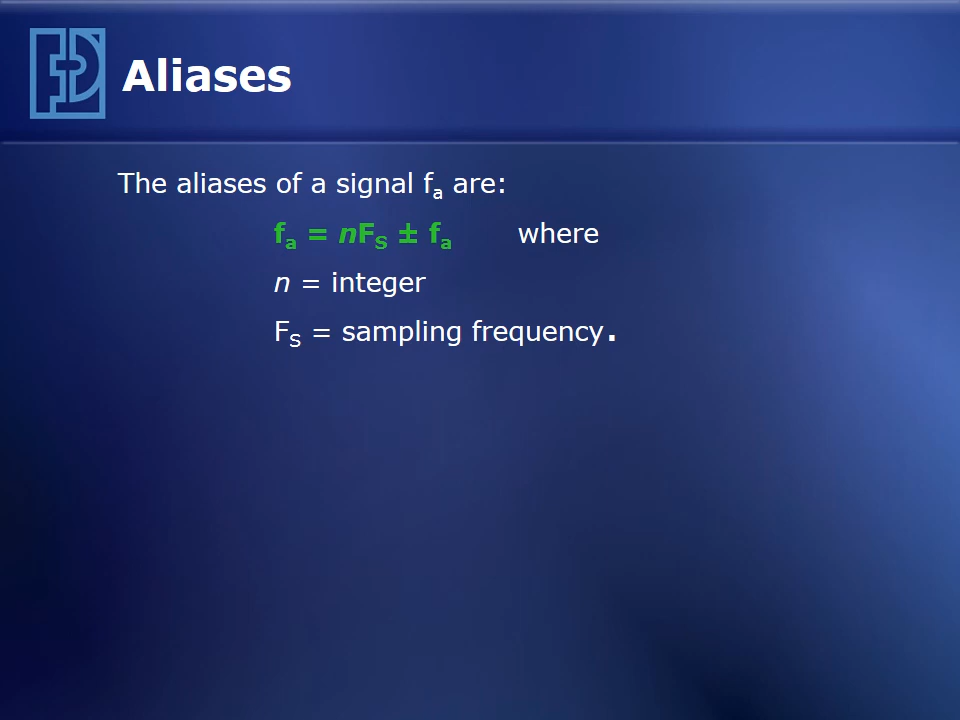 Aliases
The aliases of a signal fa are:
fa = nFS ± fa where
n = integer
FS = sampling frequency.